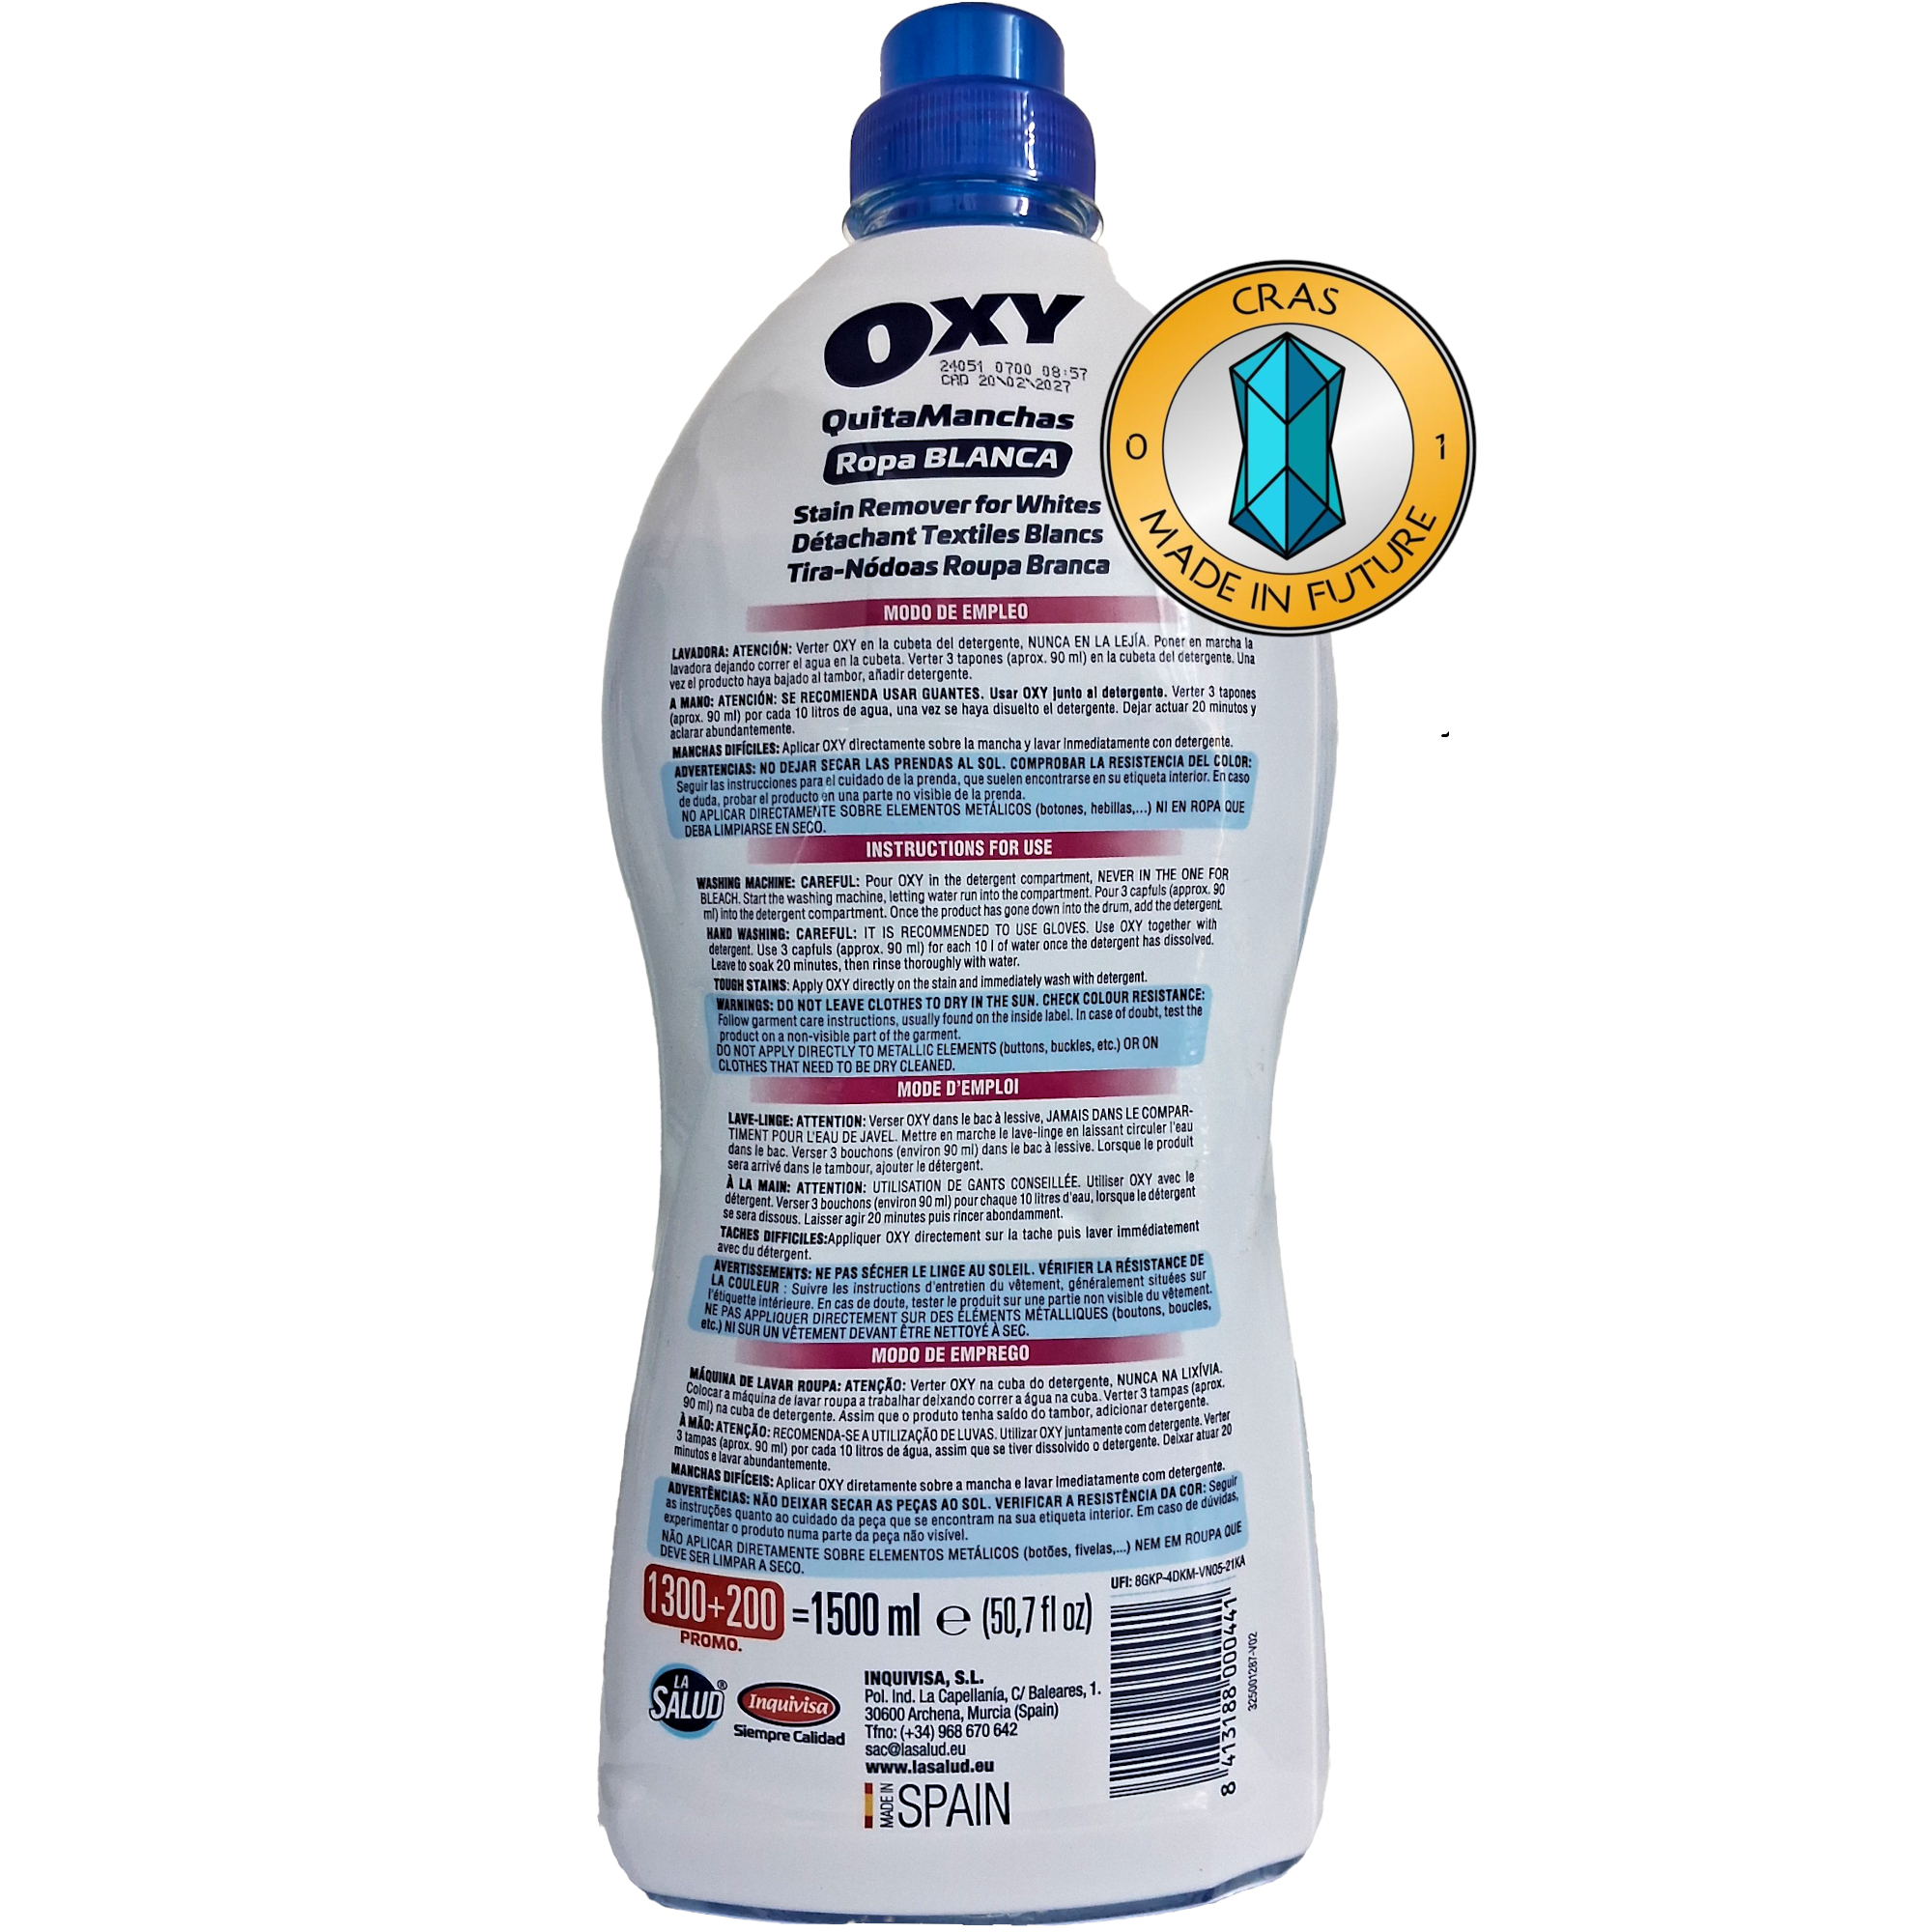 OXY
24051 0700 08:57
CAD 20\02\2027
QuitaManchas
Ropa BLANCA
Stain Remover for Whites
Détachant Textiles Blancs
Tira-Nódoas Roupa Branca
CRAS
0 1
MADE IN FUTURE
MODO DE EMPLEO
LAVADORA: ATENCIÓN: Verter OXY en la cubeta del detergente, NUNCA EN LA LEJÍA. Poner en marcha la
lavadora dejando correr el agua en la cubeta. Verter 3 tapones (aprox. 90 ml) en la cubeta del detergente. Una
vez el producto haya bajado al tambor, añadir detergente.
A MANO: ATENCIÓN: SE RECOMIENDA USAR GUANTES. Usar OXY junto al detergente. Verter 3 tapones
(aprox. 90 ml) por cada 10 litros de agua, una vez se haya disuelto el detergente. Dejar actuar 20 minutos y
aclarar abundantemente.
MANCHAS DIFÍCILES: Aplicar OXY directamente sobre la mancha y lavar inmediatamente con detergente.
ADVERTENCIAS: NO DEJAR SECAR LAS PRENDAS AL SOL. COMPROBAR LA RESISTENCIA DEL COLOR:
Seguir las instrucciones para el cuidado de la prenda, que suelen encontrarse en su etiqueta interior. En caso
de duda, probar el producto en una parte no visible de la prenda.
NO APLICAR DIRECTAMENTE SOBRE ELEMENTOS METÁLICOS (botones, hebillas,...) NI EN ROPA QUE
DEBA LIMPIARSE EN SECO.
INSTRUCTIONS FOR USE
WASHING MACHINE: CAREFUL: Pour OXY in the detergent compartment, NEVER IN THE ONE FOR
BLEACH. Start the washing machine, letting water run into the compartment. Pour 3 capfuls (approx. 90
ml) into the detergent compartment. Once the product has gone down into the drum, add the detergent.
HAND WASHING: CAREFUL: IT IS RECOMMENDED TO USE GLOVES. Use OXY together with
detergent. Use 3 capfuls (approx. 90 ml) for each 10 l of water once the detergent has dissolved.
Leave to soak 20 minutes, then rinse thoroughly with water.
TOUGH STAINS: Apply OXY directly on the stain and immediately wash with detergent.
WARNINGS: DO NOT LEAVE CLOTHES TO DRY IN THE SUN. CHECK COLOUR RESISTANCE:
Follow garment care instructions, usually found on the inside label. In case of doubt, test the
product on a non-visible part of the garment.
DO NOT APPLY DIRECTLY TO METALLIC ELEMENTS (buttons, buckles, etc.) OR ON
CLOTHES THAT NEED TO BE DRY CLEANED.
MODE D'EMPLOI
LAVE-LINGE: ATTENTION: Verser OXY dans le bac à lessive, JAMAIS DANS LE COMPAR-
TIMENT POUR L'EAU DE JAVEL. Mettre en marche le lave-linge en laissant circuler l'eau
dans le bac. Verser 3 bouchons (environ 90 ml) dans le bac à lessive. Lorsque le produit
sera arrivé dans le tambour, ajouter le détergent.
À LA MAIN: ATTENTION: UTILISATION DE GANTS CONSEILLÉE. Utiliser OXY avec le
détergent. Verser 3 bouchons (environ 90 ml) pour chaque 10 litres d'eau, lorsque le détergent
se sera dissous. Laisser agir 20 minutes puis rincer abondamment.
TACHES DIFFICILES:Appliquer OXY directement sur la tache puis laver immédiatement
avec du détergent.
AVERTISSEMENTS: NE PAS SÉCHER LE LINGE AU SOLEIL. VÉRIFIER LA RÉSISTANCE DE
LA COULEUR : Suivre les instructions d'entretien du vêtement, généralement situées sur
l'étiquette intérieure. En cas de doute, tester le produit sur une partie non visible du vêtement.
NE PAS APPLIQUER DIRECTEMENT SUR DES ÉLÉMENTS MÉTALLIQUES (boutons, boucles,
etc.) NI SUR UN VÊTEMENT DEVANT ÊTRE NETTOYÉ À SEC.
MODO DE EMPREGO
MÁQUINA DE LAVAR ROUPA: ATENÇÃO: Verter OXY na cuba do detergente, NUNCA NA LIXÍVIA.
Colocar a máquina de lavar roupa a trabalhar deixando correr a água na cuba. Verter 3 tampas (aprox.
90 ml) na cuba de detergente. Assim que o produto tenha saído do tambor, adicionar detergente.
À MÃO: ATENÇÃO: RECOMENDA-SE A UTILIZAÇÃO DE LUVAS. Utilizar OXY juntamente com detergente. Verter
3 tampas (aprox. 90 ml) por cada 10 litros de água, assim que se tiver dissolvido o detergente. Deixar atuar 20
minutos e lavar abundantemente.
MANCHAS DIFÍCEIS: Aplicar OXY diretamente sobre a mancha e lavar imediatamente com detergente.
ADVERTÊNCIAS: NÃO DEIXAR SECAR AS PEÇAS AO SOL. VERIFICAR A RESISTÊNCIA DA COR: Seguir
as instruções quanto ao cuidado da peça que se encontram na sua etiqueta interior. Em caso de dúvidas,
experimentar o produto numa parte da peça não visível.
NÃO APLICAR DIRETAMENTE SOBRE ELEMENTOS METÁLICOS (botões, fivelas,...) NEM EM ROUPA QUE
DEVE SER LIMPAR A SECO.
UFI: 8GKP-4DKM-VN05-21KA
1300+200 =1500 ml e (50,7 fl oz)
PROMO.
8 413188 000441
325001287-V02
LA SALUD®
Inquivisa
Siempre Calidad
INQUIVISA, S.L.
Pol. Ind. La Capellanía, C/ Baleares, 1.
30600 Archena, Murcia (Spain)
Tfno: (+34) 968 670 642
sac@lasalud.eu
www.lasalud.eu
MADE IN SPAIN